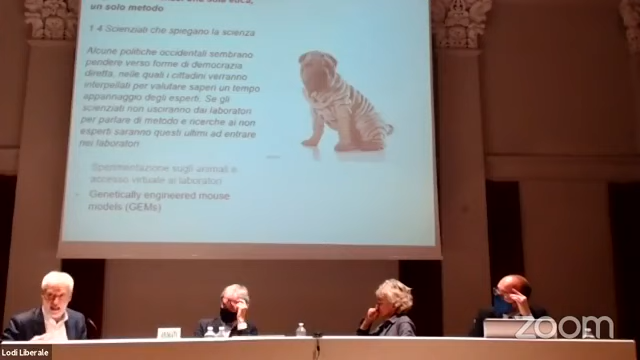 un solo metodo
1 4 Scienziati che spiegano la scienza
Alcune politiche occidentali sembrano
pendere verso forme di democrazia
diretta, nelle quali i cittadini verranno
interpellati per valutare saperi un tempo
appannaggio degli esperti. Se gli
scienziati non usciranno dai laboratori
per parlare di metodo e ricerche ai non
esperti saranno questi ultimi ad entrare
nei laboratori
Sperimentazione sugli animali e
accesso virtuale ai laboratori
- Genetically engineered mouse
models (GEMs)
Lodi Liberale
zoom